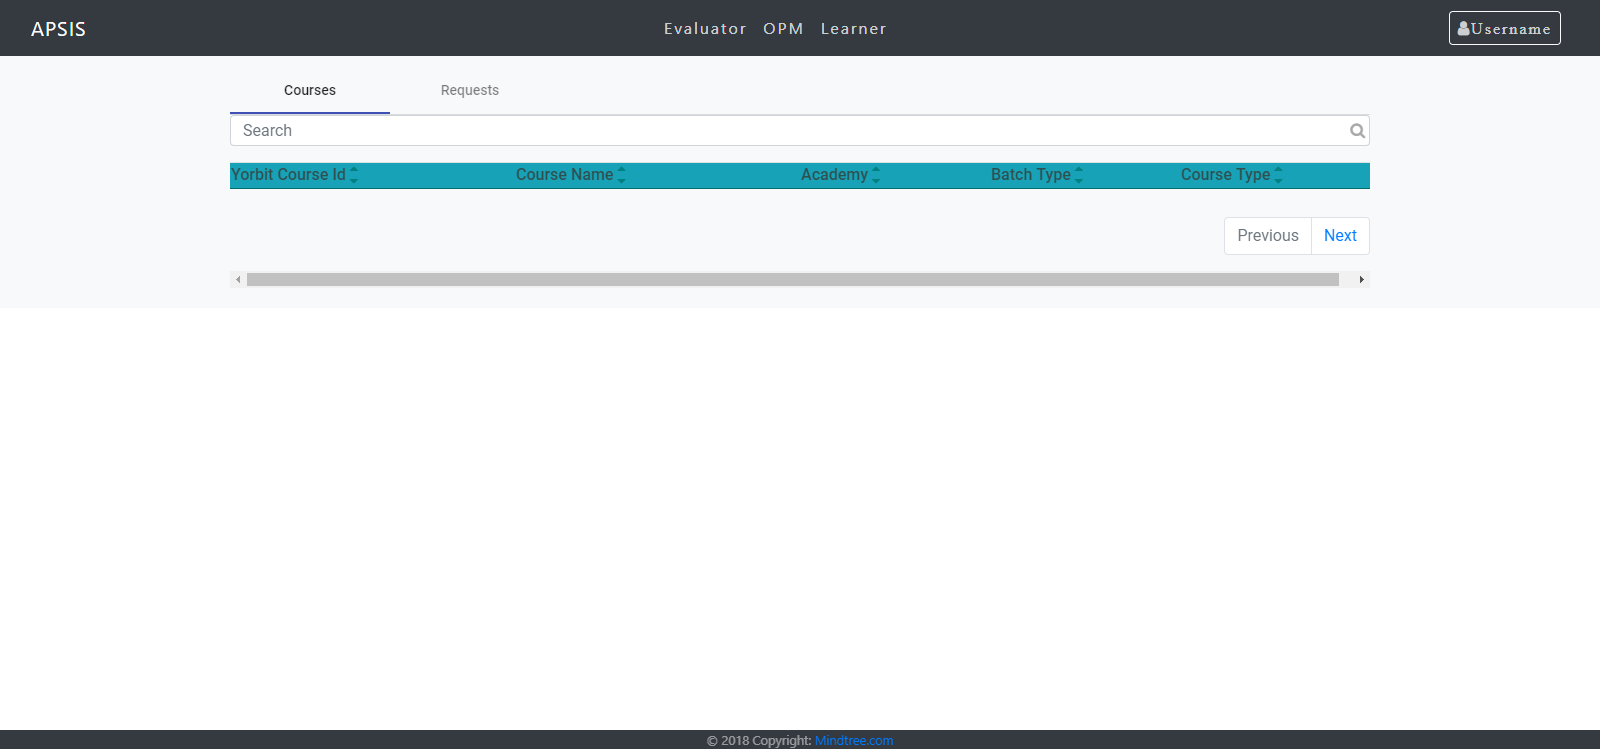 APSIS Evaluator OPM Learner Username
Courses Requests
Search
Yorbit Course Id Course Name Academy Batch Type Course Type
Previous Next
© 2018 Copyright: Mindtree.com